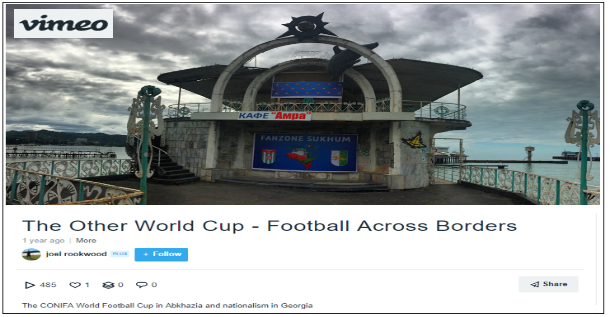 vimeo
КАФЕ "Амра"
FANZONE SUKHUM
The Other World Cup - Football Across Borders
1 year ago | More
joel rookwood PLUS + Follow
485 1 0 0 Share
The CONIFA World Football Cup in Abkhazia and nationalism in Georgia